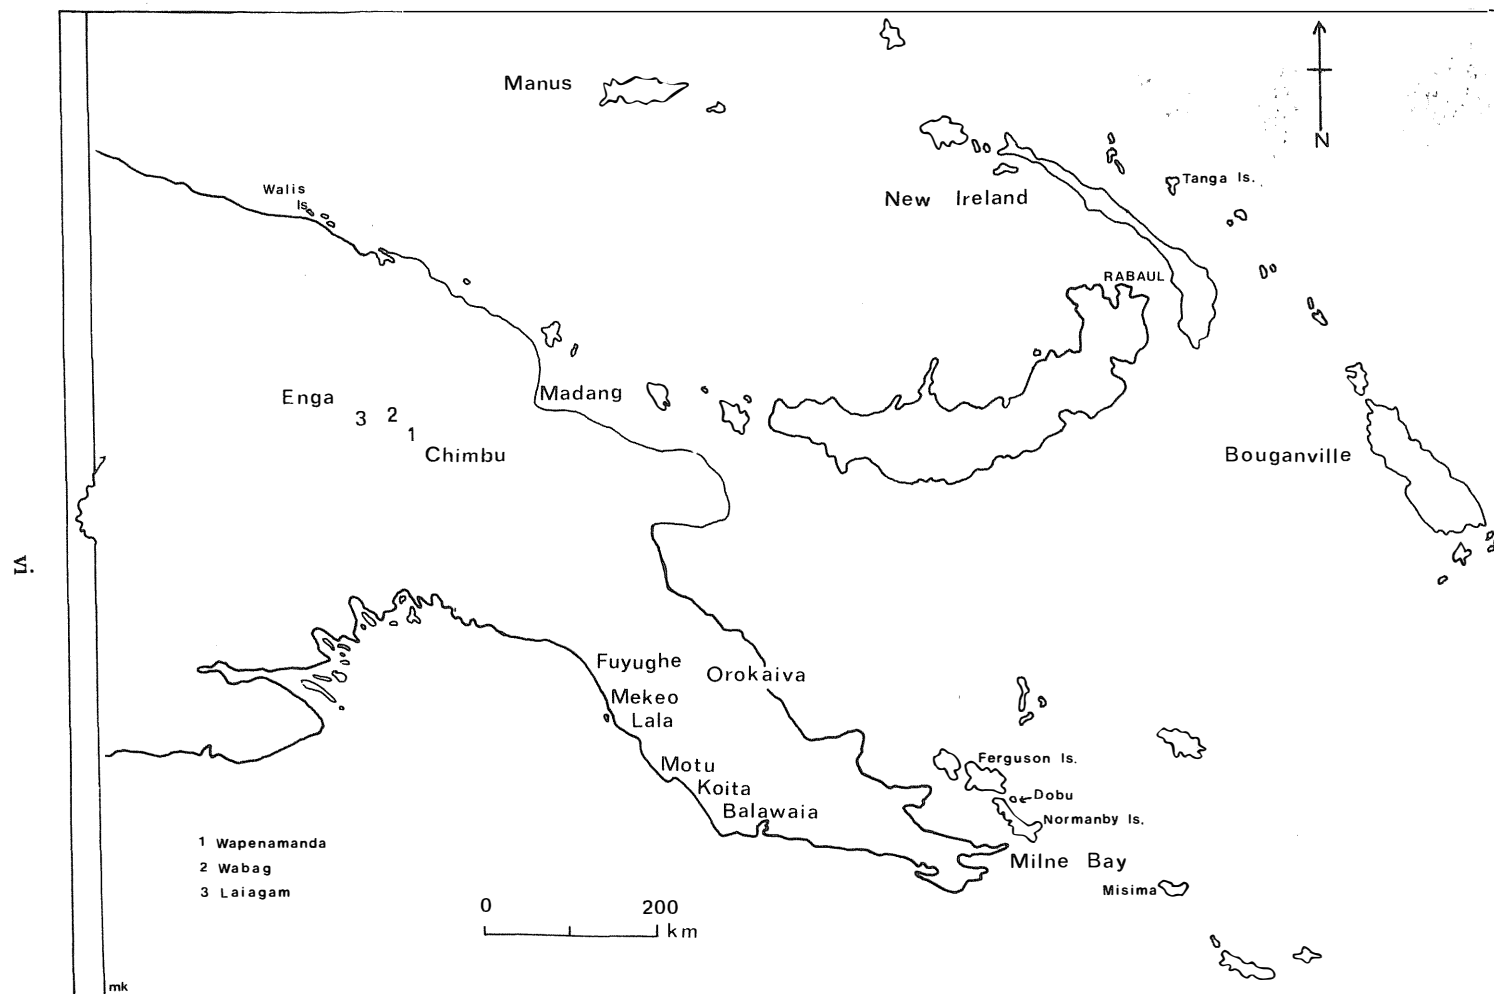 Manus
N
Walis
Is.
Tanga Is.
New Ireland
RABAUL
Enga
3 2
1
Madang
Chimbu
Bouganville
vi
Fuyughe
Orokaiva
Mekeo
Lala
Motu
Koita
Balawaia
Ferguson Is.
Dobu
Normanby Is.
Milne Bay
Misima
1 Wapenamanda
2 Wabag
3 Laiagam
0 200
km
mk